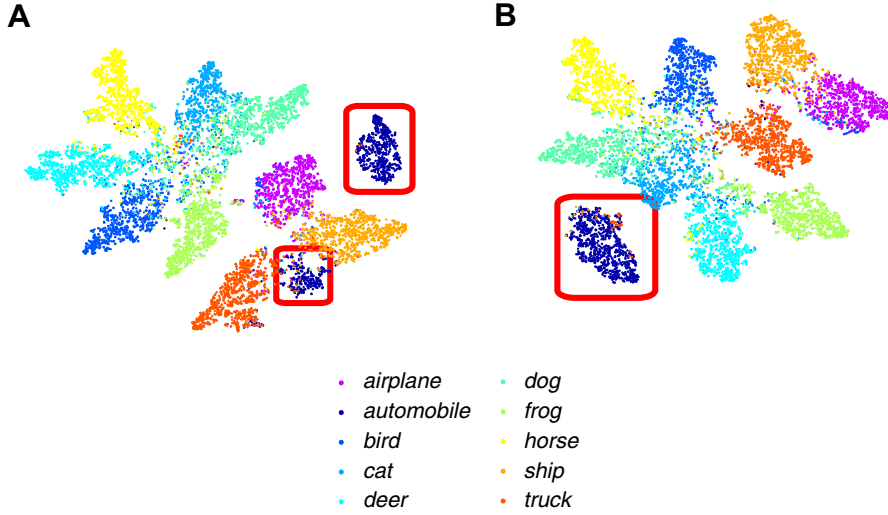 A
B
airplane
automobile
bird
cat
deer
dog
frog
horse
ship
truck